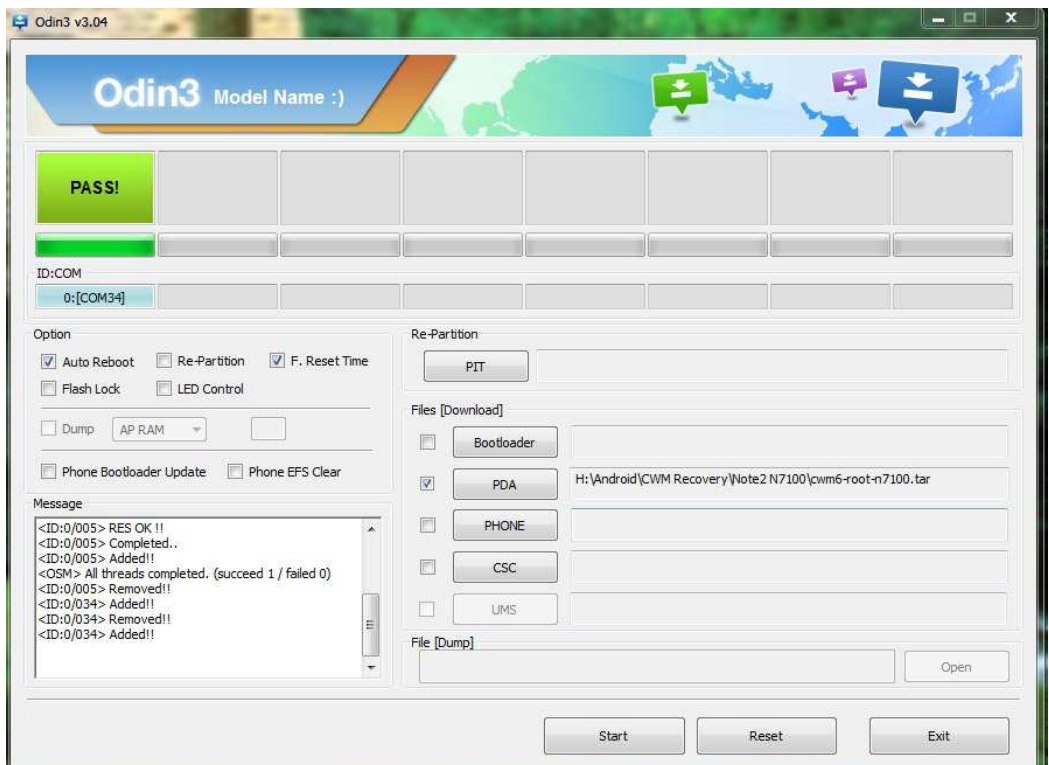 Odin3 v3.04
Odin3 Model Name :)
PASS!
ID:COM
0:[COM34]
Option
Auto Reboot Re-Partition F. Reset Time
Flash Lock LED Control
Dump AP RAM
Phone Bootloader Update Phone EFS Clear
Message
<ID:0/005> RES OK !!
<ID:0/005> Completed..
<ID:0/005> Added!!
<OSM> All threads completed. (succeed 1 / failed 0)
<ID:0/005> Removed!!
<ID:0/034> Added!!
<ID:0/034> Removed!!
<ID:0/034> Added!!
Re-Partition
PIT
Files [Download]
Bootloader
PDA H:\Android\CWM Recovery\Note2 N7100\cwm6-root-n7100.tar
PHONE
CSC
UMS
File [Dump]
Open
Start Reset Exit